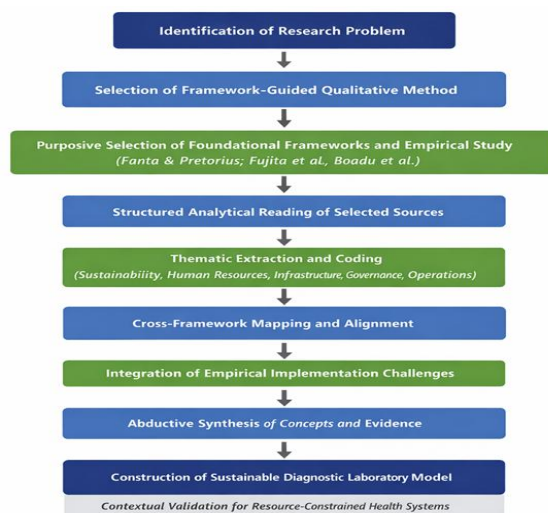 Identification of Research Problem
Selection of Framework-Guided Qualitative Method
Purposive Selection of Foundational Frameworks and Empirical Study
(Fanta & Pretorius; Fujita et al., Boadu et al.)
Structured Analytical Reading of Selected Sources
Thematic Extraction and Coding
(Sustainability, Human Resources, Infrastructure, Governance, Operations)
Cross-Framework Mapping and Alignment
Integration of Empirical Implementation Challenges
Abductive Synthesis of Concepts and Evidence
Construction of Sustainable Diagnostic Laboratory Model
Contextual Validation for Resource-Constrained Health Systems